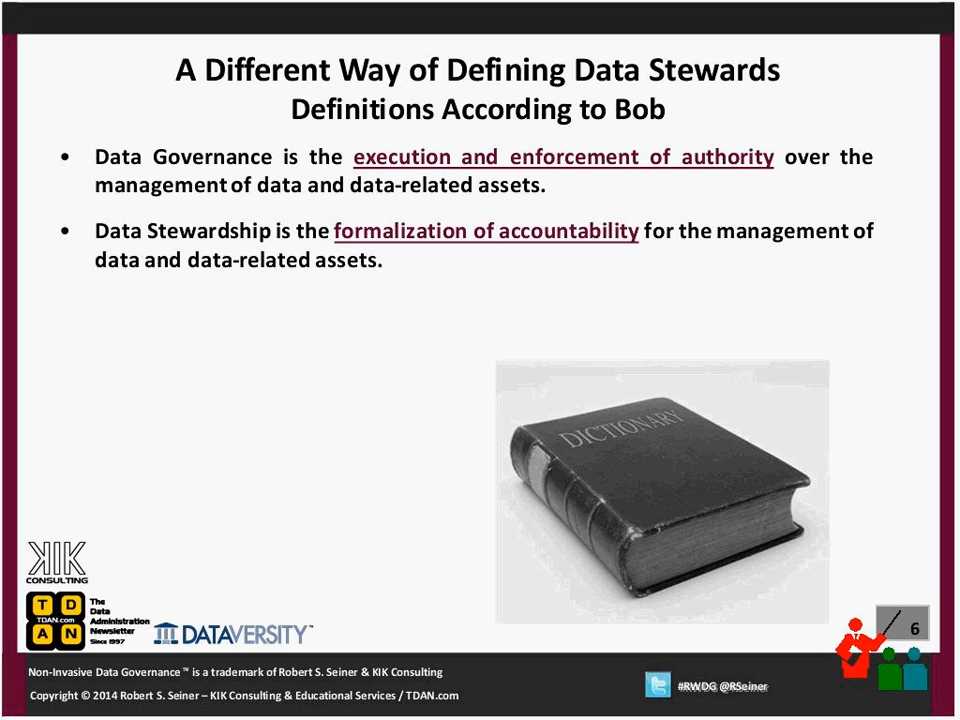 A Different Way of Defining Data Stewards
Definitions According to Bob
• Data Governance is the execution and enforcement of authority over the
management of data and data-related assets.
• Data Stewardship is the formalization of accountability for the management of
data and data-related assets.
DICTIONARY
KIK
CONSULTING
T D
TDAN.com
A N
The
Data
Administration
Newsletter
Since 1997
DATAVERSITY™
6
Non-Invasive Data Governance™ is a trademark of Robert S. Seiner & KIK Consulting
Copyright © 2014 Robert S. Seiner – KIK Consulting & Educational Services / TDAN.com
#RWDG @RSeiner